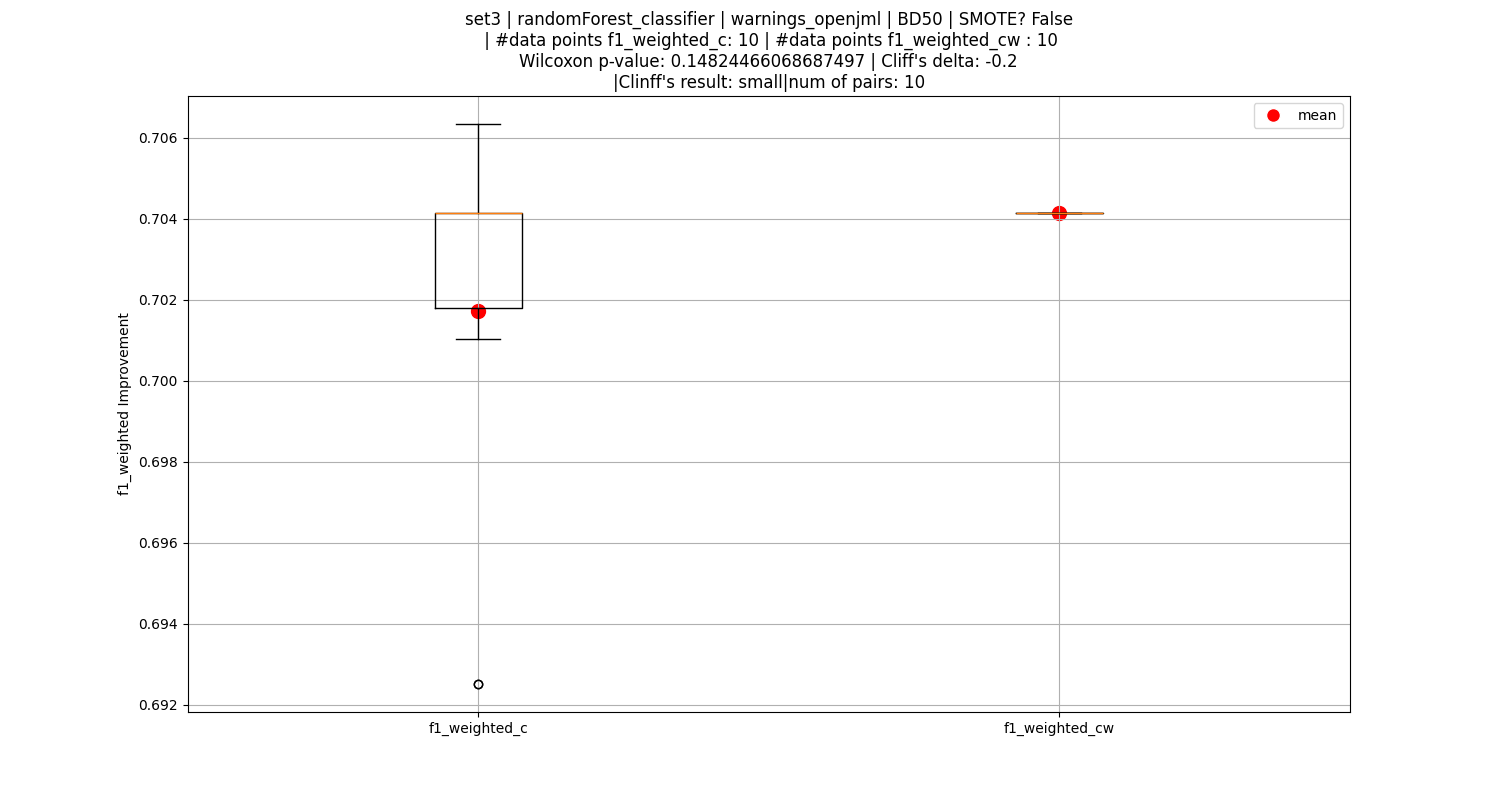 set3 | randomForest_classifier | warnings_openjml | BD50 | SMOTE? False
| #data points f1_weighted_c: 10 | #data points f1_weighted_cw : 10
Wilcoxon p-value: 0.14824466068687497 | Cliff's delta: -0.2
|Clinff's result: small|num of pairs: 10
mean
0.706
0.704
0.702
0.700
0.698
0.696
0.694
0.692
f1_weighted Improvement
f1_weighted_c
f1_weighted_cw